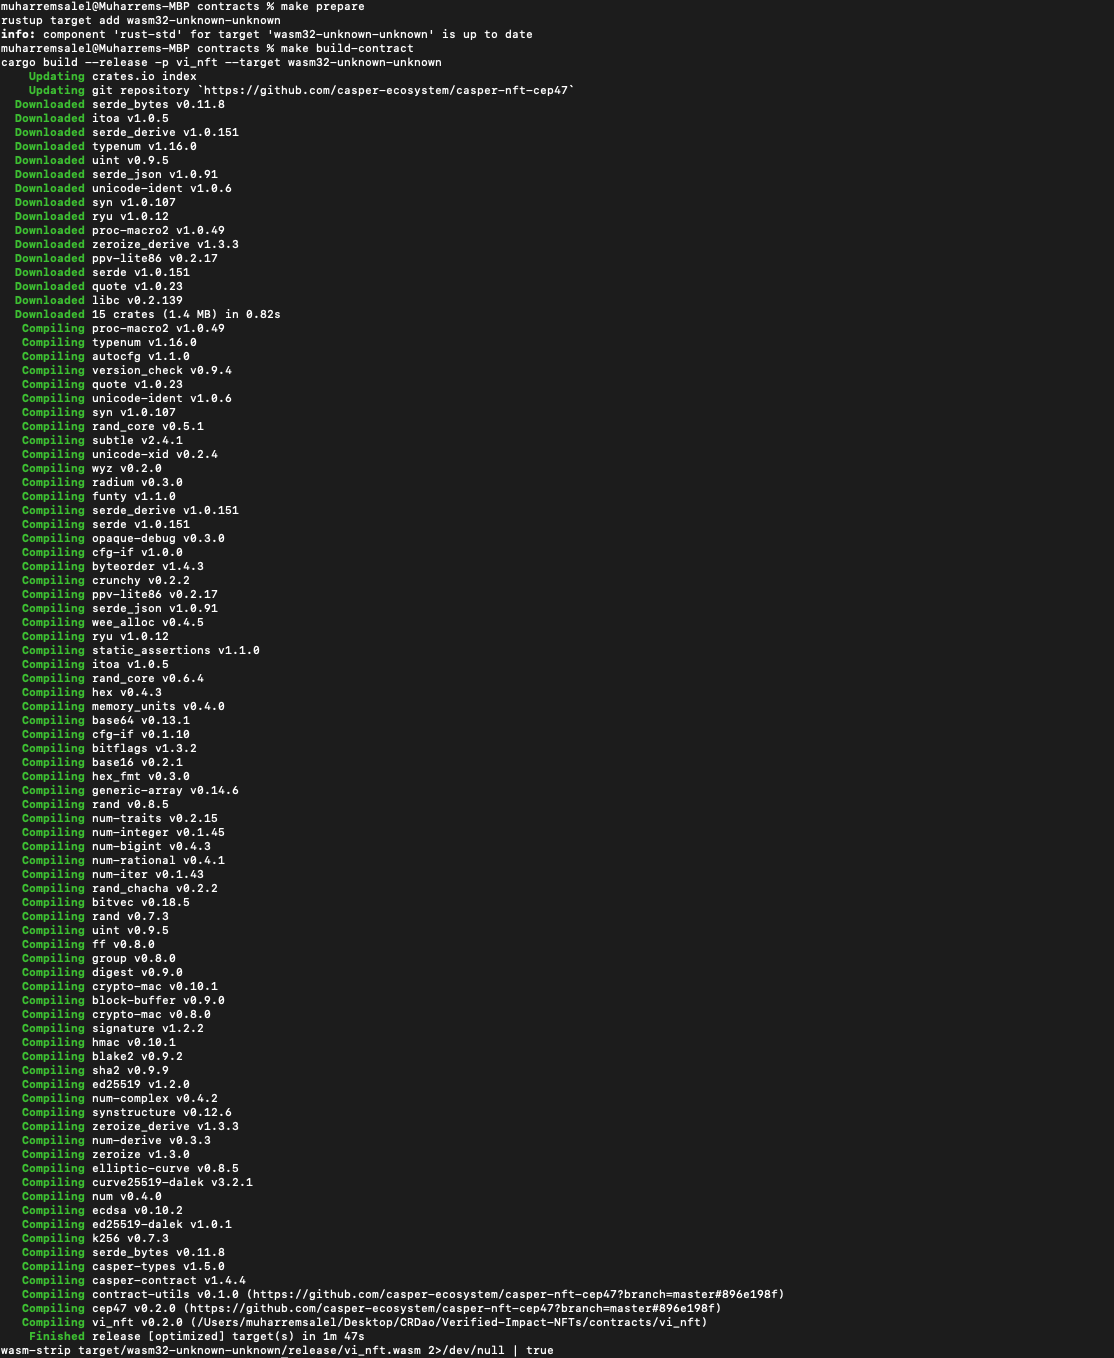 muharremsalel@Muharrems-MBP contracts % make prepare
rustup target add wasm32-unknown-unknown
info: component 'rust-std' for target 'wasm32-unknown-unknown' is up to date
muharremsalel@Muharrems-MBP contracts % make build-contract
cargo build --release -p vi_nft --target wasm32-unknown-unknown
Updating crates.io index
Updating git repository `https://github.com/casper-ecosystem/casper-nft-cep47`
Downloaded serde_bytes v0.11.8
Downloaded itoa v1.0.5
Downloaded serde_derive v1.0.151
Downloaded typenum v1.16.0
Downloaded uint v0.9.5
Downloaded serde_json v1.0.91
Downloaded unicode-ident v1.0.6
Downloaded syn v1.0.107
Downloaded ryu v1.0.12
Downloaded proc-macro2 v1.0.49
Downloaded zeroize_derive v1.3.3
Downloaded ppv-lite86 v0.2.17
Downloaded serde v1.0.151
Downloaded quote v1.0.23
Downloaded libc v0.2.139
Downloaded 15 crates (1.4 MB) in 0.82s
Compiling proc-macro2 v1.0.49
Compiling typenum v1.16.0
Compiling autocfg v1.1.0
Compiling version_check v0.9.4
Compiling quote v1.0.23
Compiling unicode-ident v1.0.6
Compiling syn v1.0.107
Compiling rand_core v0.5.1
Compiling subtle v2.4.1
Compiling unicode-xid v0.2.4
Compiling wyz v0.2.0
Compiling radium v0.3.0
Compiling funty v1.1.0
Compiling serde_derive v1.0.151
Compiling serde v1.0.151
Compiling opaque-debug v0.3.0
Compiling cfg-if v1.0.0
Compiling byteorder v1.4.3
Compiling crunchy v0.2.2
Compiling ppv-lite86 v0.2.17
Compiling serde_json v1.0.91
Compiling wee_alloc v0.4.5
Compiling ryu v1.0.12
Compiling static_assertions v1.1.0
Compiling itoa v1.0.5
Compiling rand_core v0.6.4
Compiling hex v0.4.3
Compiling memory_units v0.4.0
Compiling base64 v0.13.1
Compiling cfg-if v0.1.10
Compiling bitflags v1.3.2
Compiling base16 v0.2.1
Compiling hex_fmt v0.3.0
Compiling generic-array v0.14.6
Compiling rand v0.8.5
Compiling num-traits v0.2.15
Compiling num-integer v0.1.45
Compiling num-bigint v0.4.3
Compiling num-rational v0.4.1
Compiling num-iter v0.1.43
Compiling rand_chacha v0.2.2
Compiling bitvec v0.18.5
Compiling rand v0.7.3
Compiling uint v0.9.5
Compiling ff v0.8.0
Compiling group v0.8.0
Compiling digest v0.9.0
Compiling crypto-mac v0.10.1
Compiling block-buffer v0.9.0
Compiling crypto-mac v0.8.0
Compiling signature v1.2.2
Compiling hmac v0.10.1
Compiling blake2 v0.9.2
Compiling sha2 v0.9.9
Compiling ed25519 v1.2.0
Compiling num-complex v0.4.2
Compiling synstructure v0.12.6
Compiling zeroize_derive v1.3.3
Compiling num-derive v0.3.3
Compiling zeroize v1.3.0
Compiling elliptic-curve v0.8.5
Compiling curve25519-dalek v3.2.1
Compiling num v0.4.0
Compiling ecdsa v0.10.2
Compiling ed25519-dalek v1.0.1
Compiling k256 v0.7.3
Compiling serde_bytes v0.11.8
Compiling casper-types v1.5.0
Compiling casper-contract v1.4.4
Compiling contract-utils v0.1.0 (https://github.com/casper-ecosystem/casper-nft-cep47?branch=master#896e198f)
Compiling cep47 v0.2.0 (https://github.com/casper-ecosystem/casper-nft-cep47?branch=master#896e198f)
Compiling vi_nft v0.2.0 (/Users/muharremsalel/Desktop/CRDao/Verified-Impact-NFTs/contracts/vi_nft)
Finished release [optimized] target(s) in 1m 47s
wasm-strip target/wasm32-unknown-unknown/release/vi_nft.wasm 2>/dev/null | true